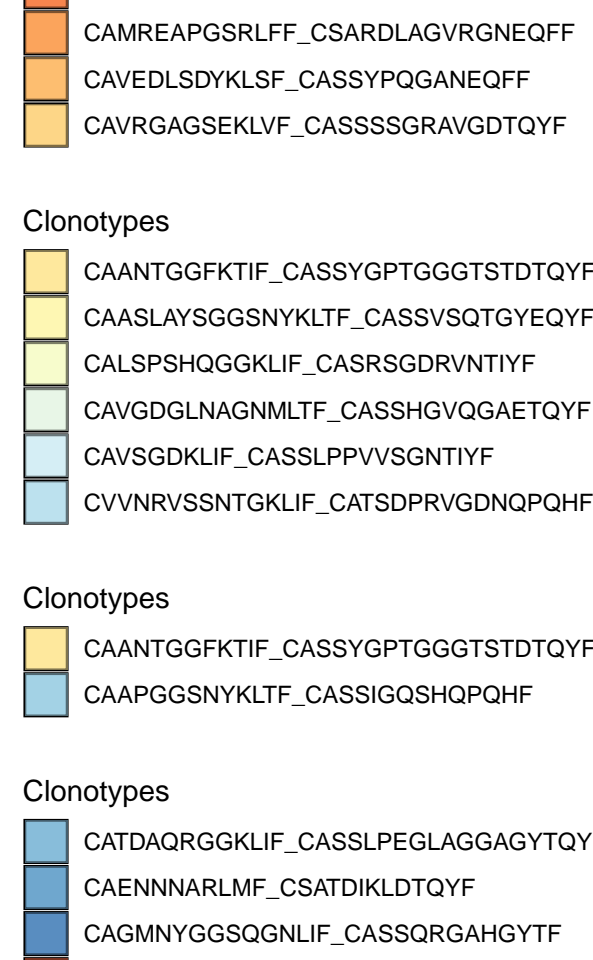 CAMREAPGSRLFF_CSARDLAGVRGNEQFF
CAVEDLSDYKLSF_CASSYPQGANEQFF
CAVRGAGSEKLVF_CASSSSGRAVGDTQYF
Clonotypes
CAANTGGFKTIF_CASSYGPTGGGTSTDTQYF
CAASLAYSGGSNYKLTF_CASSVSQTGYEQYF
CALSPSHQGGKLIF_CASRSGDRVNTIYF
CAVGDGLNAGNMLTF_CASSHGVQGAETQYF
CAVSGDKLIF_CASSLPPVVSGNTIYF
CVVNRVSSNTGKLIF_CATSDPRVGDNQPQHF
Clonotypes
CAANTGGFKTIF_CASSYGPTGGGTSTDTQYF
CAAPGGSNYKLTF_CASSIGQSHQPQHF
Clonotypes
CATDAQRGGKLIF_CASSLPEGLAGGAGYTQY
CAENNNARLMF_CSATDIKLDTQYF
CAGMNYGGSQGNLIF_CASSQRGAHGYTF